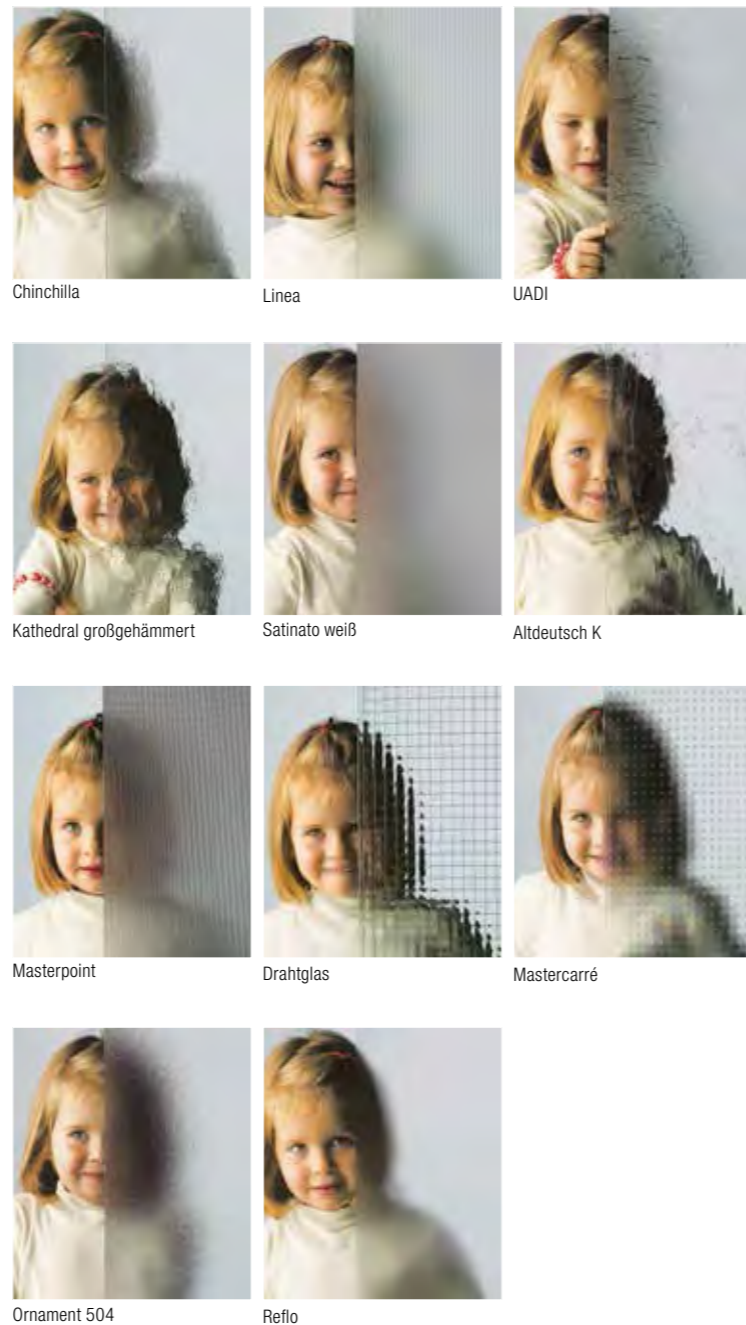 Chinchilla
Linea
UADI
Kathedral großgehämmert
Satinato weiß
Altdeutsch K
Masterpoint
Drahtglas
Mastercarré
Ornament 504
Reflo